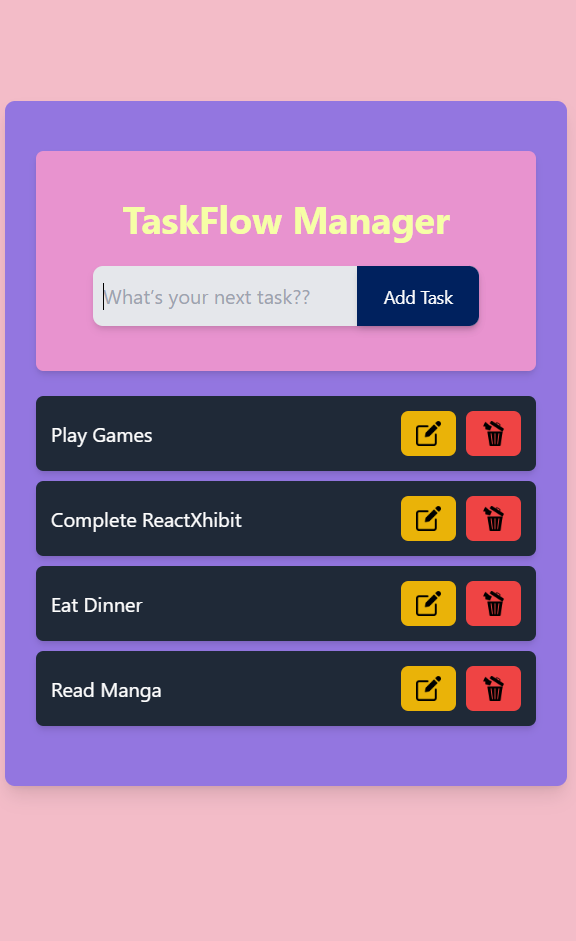 TaskFlow Manager
What's your next task??
Add Task
Play Games
Complete ReactXhibit
Eat Dinner
Read Manga